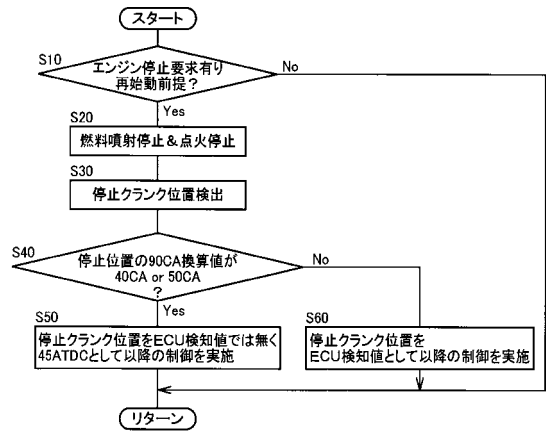 スタート
S10
エンジン停止要求有り
再始動前提？
No
Yes
S20
燃料噴射停止＆点火停止
S30
停止クランク位置検出
S40
停止位置の90CA換算値が
40CA or 50CA
？
No
Yes
S50
停止クランク位置をECU検知値では無く
45ATDCとして以降の制御を実施
S60
停止クランク位置を
ECU検知値として以降の制御を実施
リターン